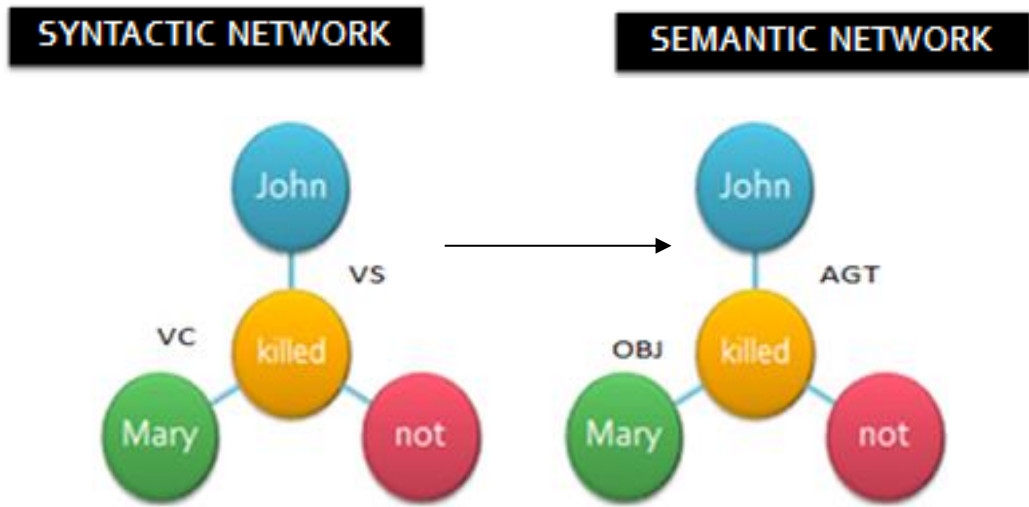 SYNTACTIC NETWORK
John
VS
VC
killed
Mary
not
SEMANTIC NETWORK
John
AGT
OBJ
killed
Mary
not